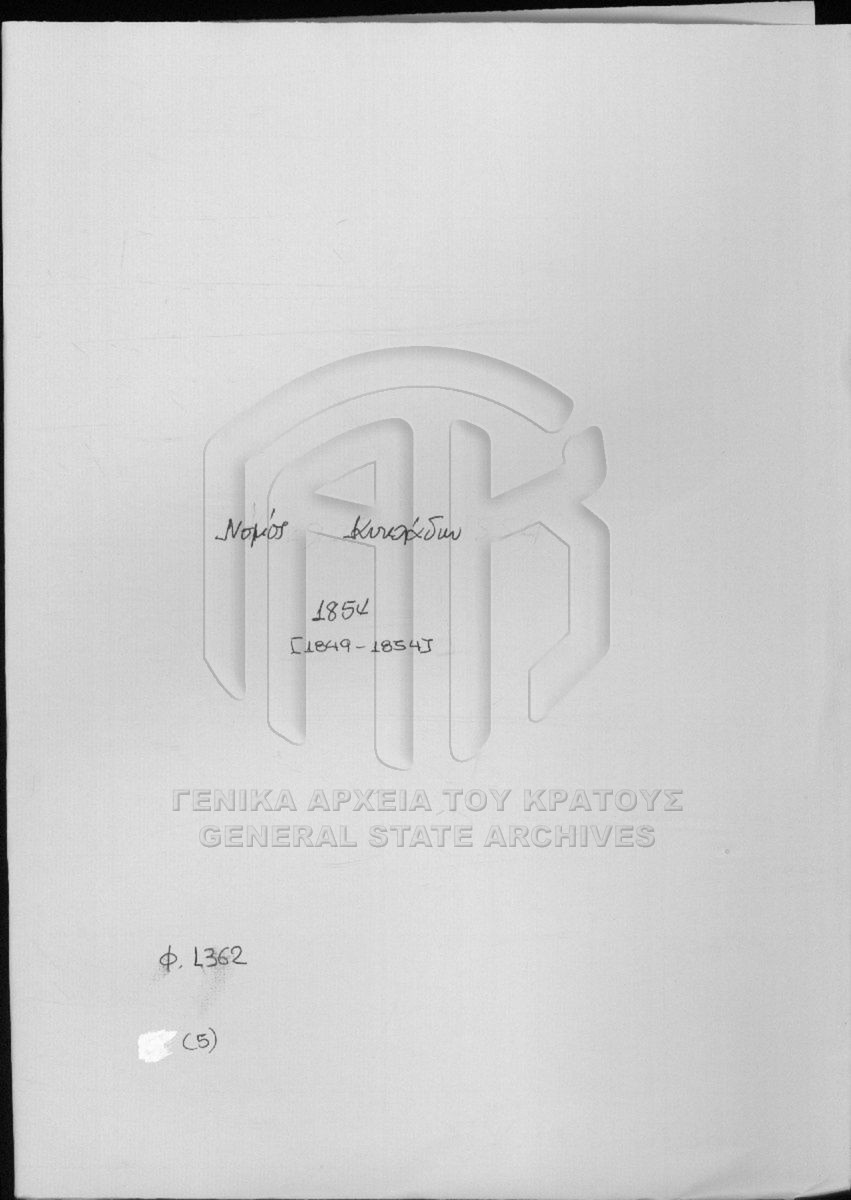 Νομός Κυκλάδων
1854
[1849-1854]
ΓΕΝΙΚΑ ΑΡΧΕΙΑ ΤΟΥ ΚΡΑΤΟΥΣ
GENERAL STATE ARCHIVES
φ. 1362
(5)